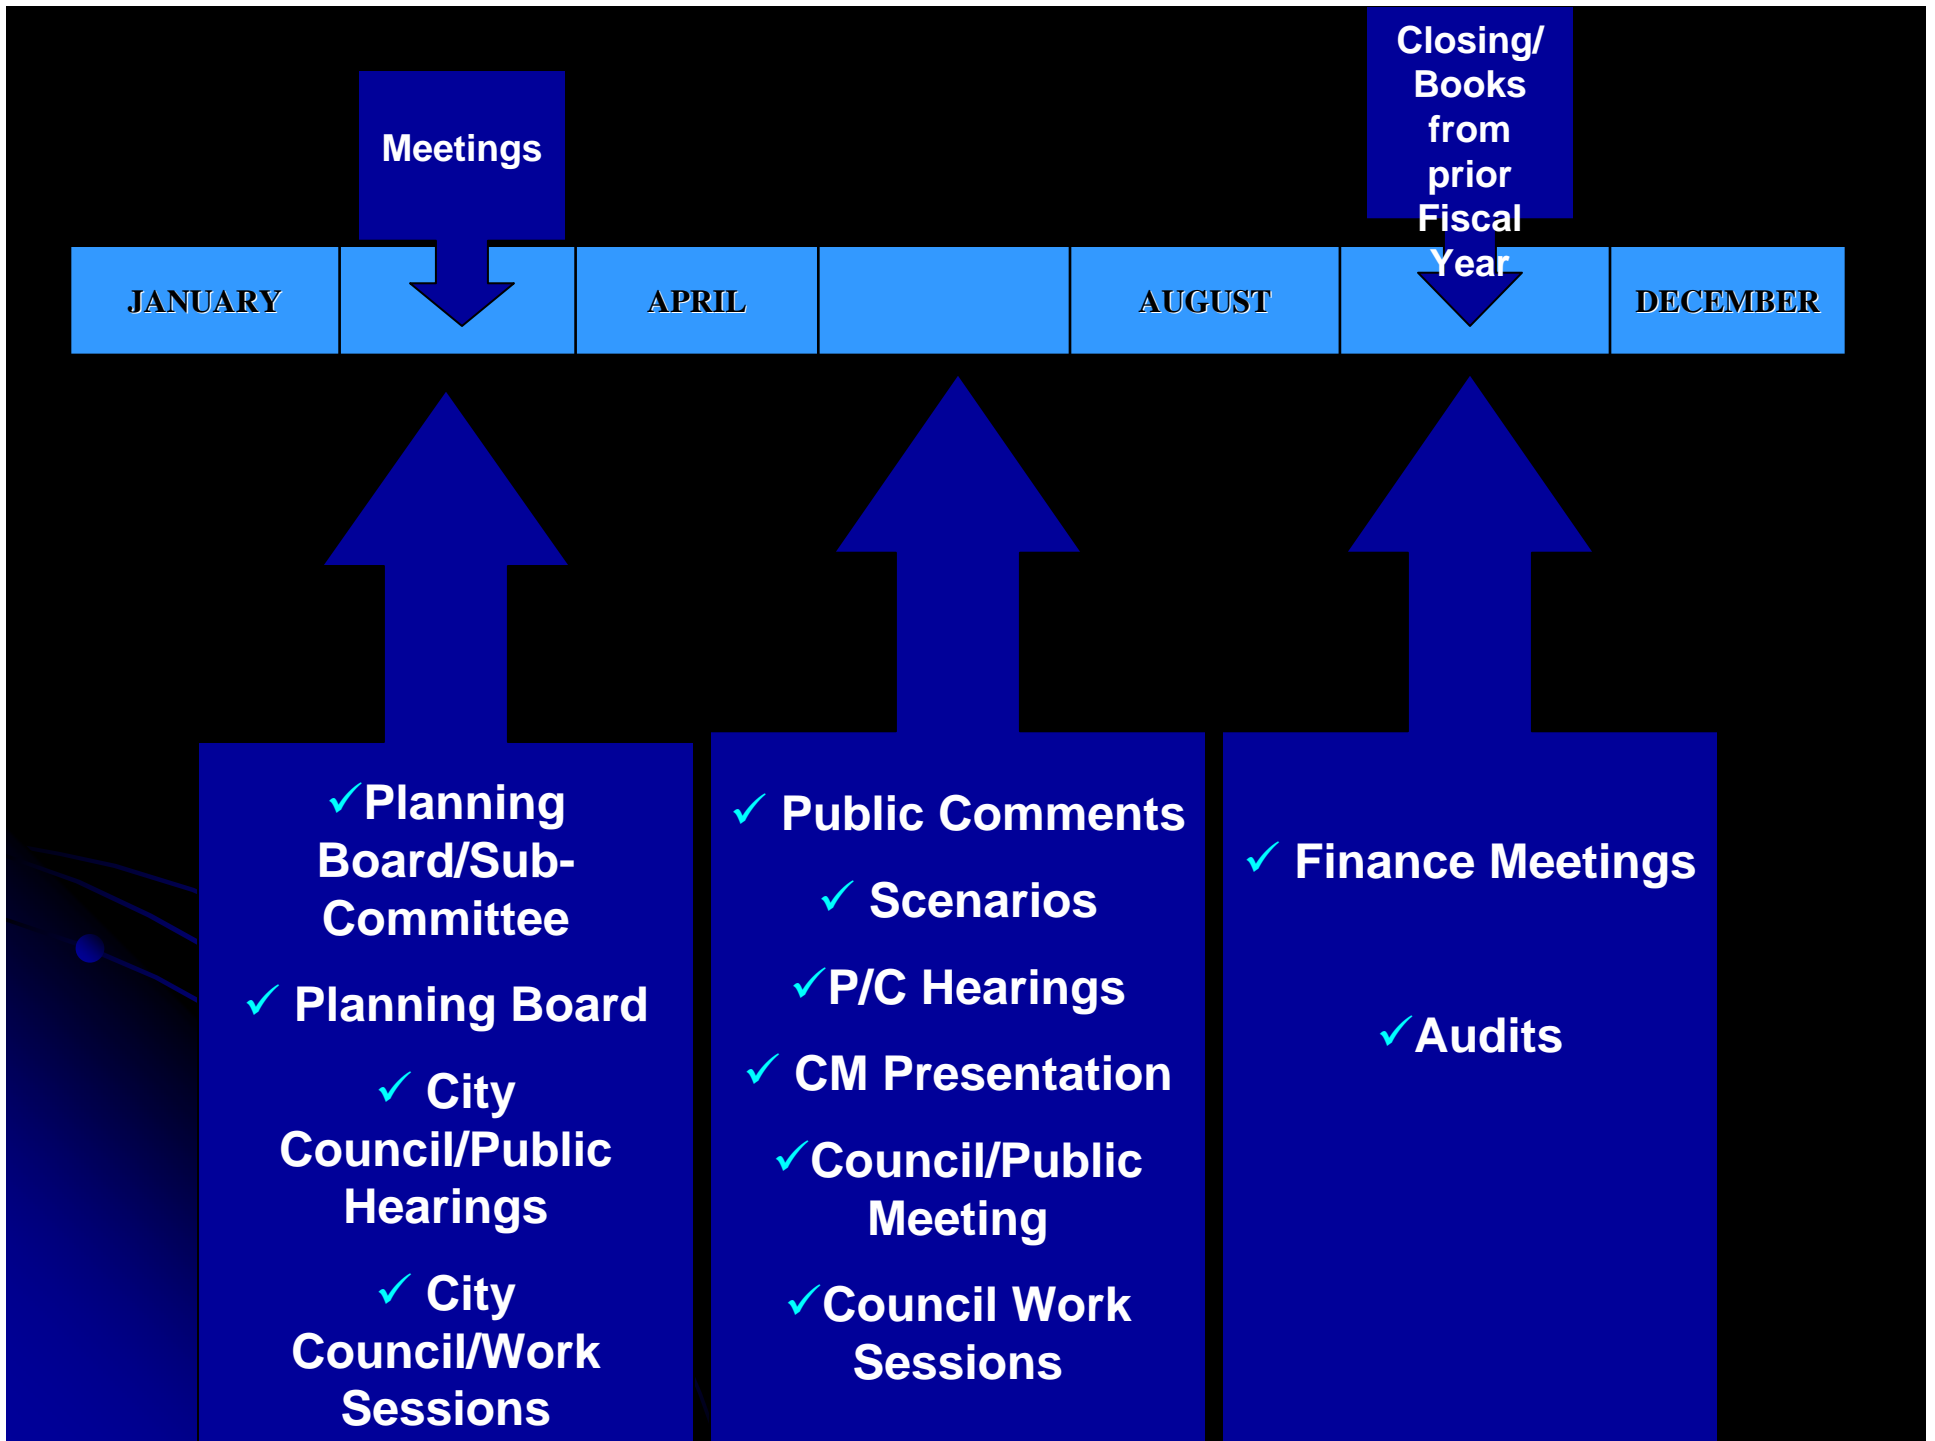 Closing/
Books
from
prior
Fiscal
Year
Meetings
JANUARY
APRIL
AUGUST
DECEMBER
✓Planning
Board/Sub-
Committee
✓ Planning Board
✓ City
Council/Public
Hearings
✓ City
Council/Work
Sessions
✓ Public Comments
✓ Scenarios
✓P/C Hearings
✓ CM Presentation
✓Council/Public
Meeting
✓Council Work
Sessions
✓ Finance Meetings
✓Audits